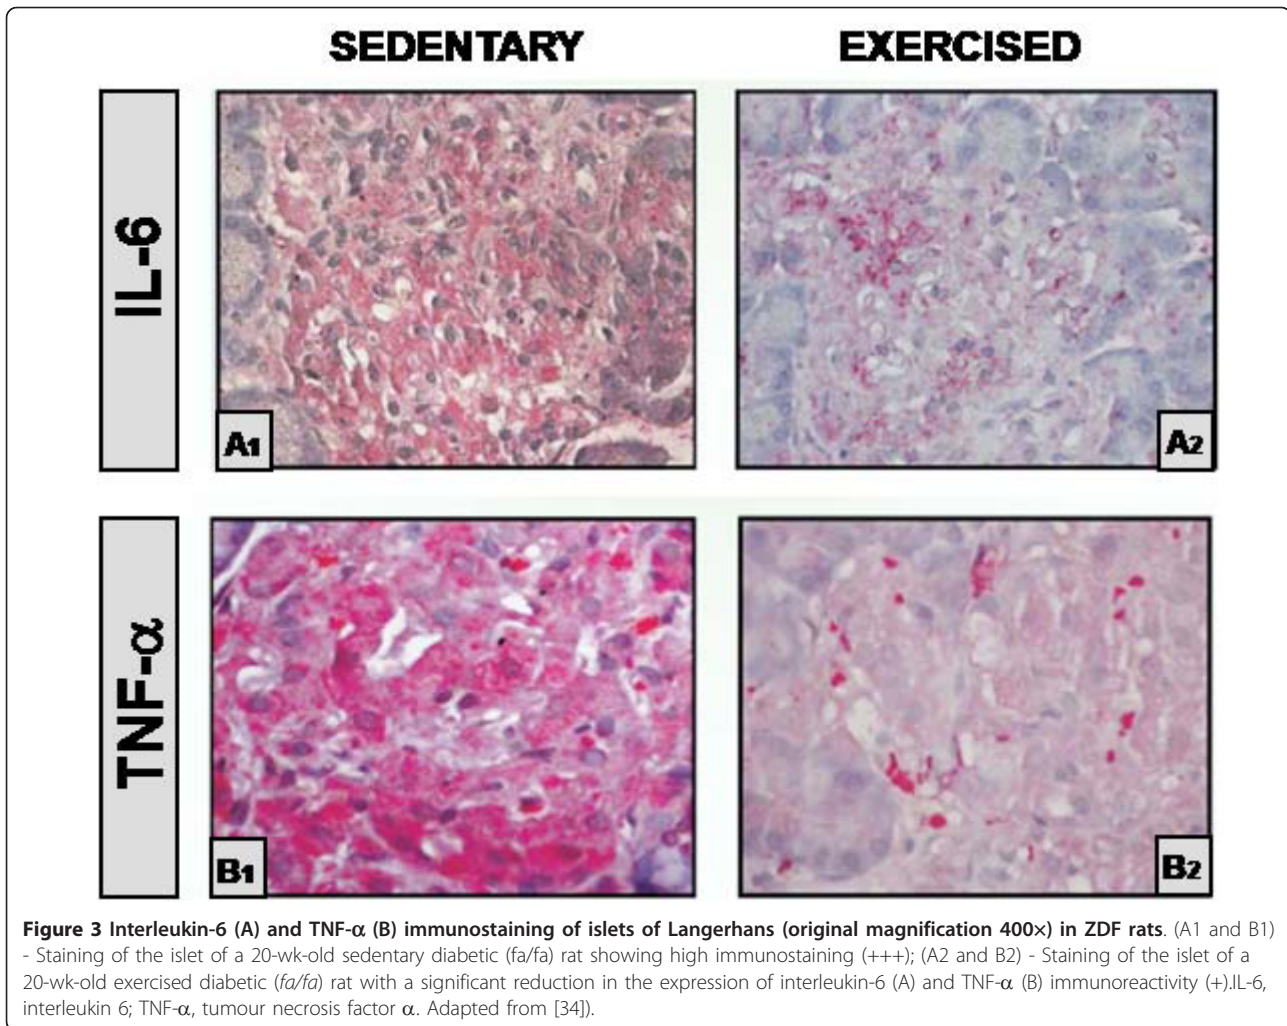 SEDENTARY
EXERCISED
IL-6
A1
A2
TNF-α
B1
B2
Figure 3 Interleukin-6 (A) and TNF-α (B) immunostaining of islets of Langerhans (original magnification 400×) in ZDF rats. (A1 and B1)
- Staining of the islet of a 20-wk-old sedentary diabetic (fa/fa) rat showing high immunostaining (+++); (A2 and B2) - Staining of the islet of a
20-wk-old exercised diabetic (fa/fa) rat with a significant reduction in the expression of interleukin-6 (A) and TNF-α (B) immunoreactivity (+).IL-6,
interleukin 6; TNF-α, tumour necrosis factor α. Adapted from [34]).